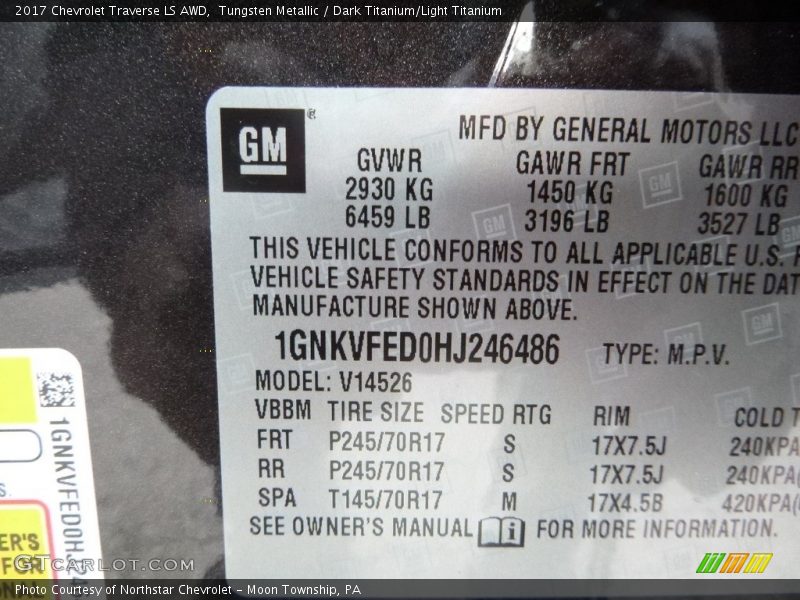 2017 Chevrolet Traverse LS AWD,  Tungsten Metallic / Dark Titanium/Light Titanium
GM®
MFD BY GENERAL MOTORS LLC
GVWR GAWR FRT GAWR RR
2930 KG 1450 KG 1600 KG
6459 LB 3196 LB 3527 LB
THIS VEHICLE CONFORMS TO ALL APPLICABLE U.S. F
VEHICLE SAFETY STANDARDS IN EFFECT ON THE DAT
MANUFACTURE SHOWN ABOVE.
1GNKVFED0HJ246486 TYPE: M.P.V.
MODEL: V14526
VBBM TIRE SIZE SPEED RTG RIM COLD T
FRT P245/70R17 S 17X7.5J 240KPA
RR P245/70R17 S 17X7.5J 240KPA(
SPA T145/70R17 M 17X4.5B 420KPA(
SEE OWNER'S MANUAL i FOR MORE INFORMATION.
1GNKVFED0HJ24
S.
ER'S
FOR
GTcarlot.com
Photo Courtesy of Northstar Chevrolet – Moon Township, PA